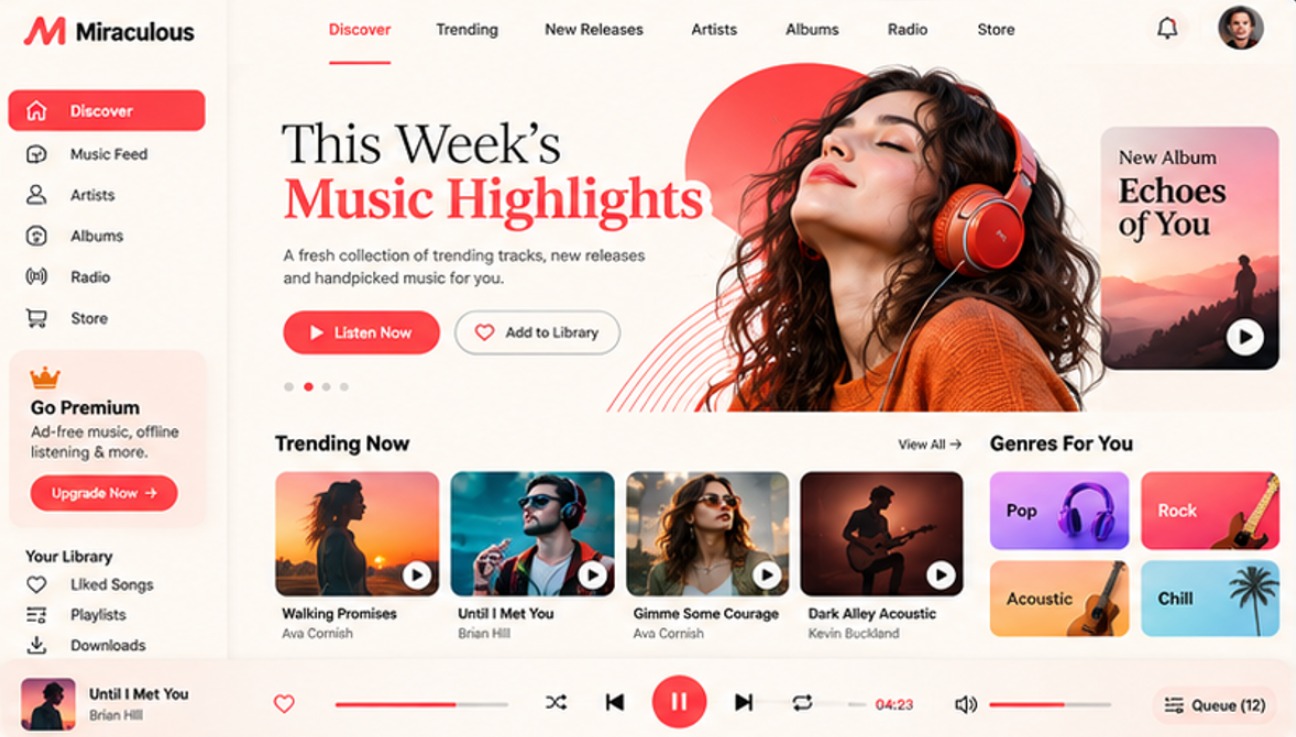 Miraculous
Discover
Trending
New Releases
Artists
Albums
Radio
Store
Discover
Music Feed
Artists
Albums
Radio
Store
Go Premium
Ad-free music, offline
listening & more.
Upgrade Now →
Your Library
Liked Songs
Playlists
Downloads
This Week's
Music Highlights
A fresh collection of trending tracks, new releases
and handpicked music for you.
Listen Now
Add to Library
New Album
Echoes
of You
Trending Now
View All →
Walking Promises
Ava Cornish
Until I Met You
Brian Hill
Gimme Some Courage
Ava Cornish
Dark Alley Acoustic
Kevin Buckland
Genres For You
Pop
Rock
Acoustic
Chill
Until I Met You
Brian Hill
04:23
Queue (12)